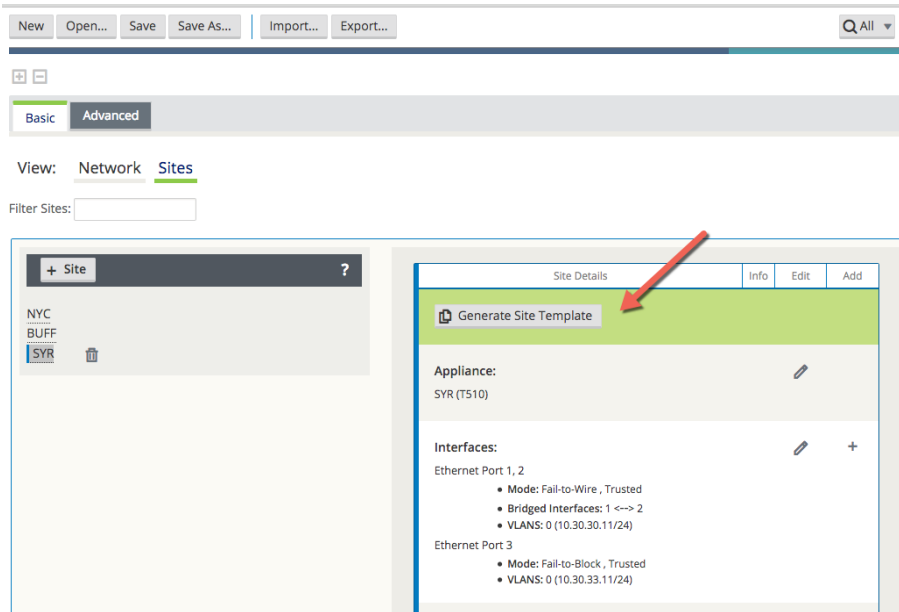 New Open... Save Save As... Import... Export... All
Basic Advanced
View: Network Sites
Filter Sites:
+ Site ?
NYC
BUFF
SYR
Site Details Info Edit Add
Generate Site Template
Appliance:
SYR (T510)
Interfaces: +
Ethernet Port 1, 2
• Mode: Fail-to-Wire , Trusted
• Bridged Interfaces: 1 <--> 2
• VLANS: 0 (10.30.30.11/24)
Ethernet Port 3
• Mode: Fail-to-Block , Trusted
• VLANS: 0 (10.30.33.11/24)